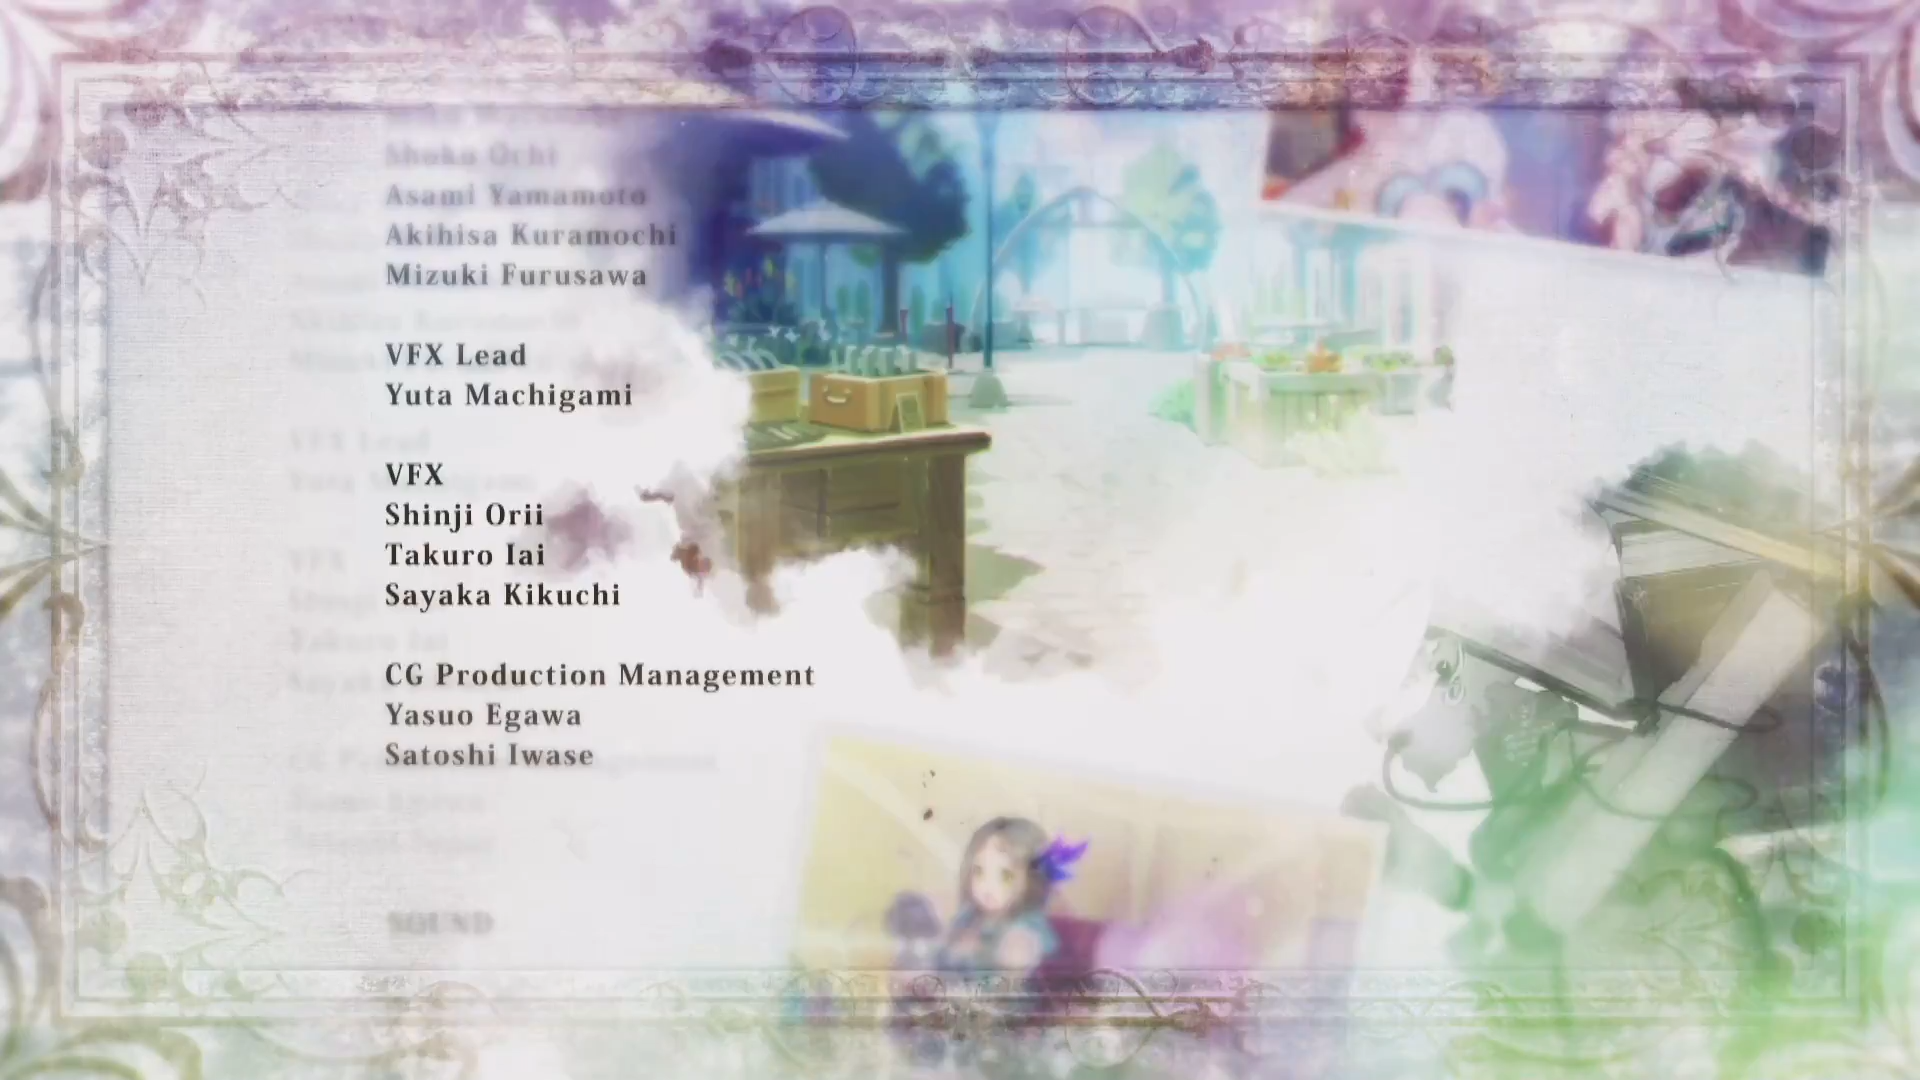 Shoko Ochi
Asami Yamamoto
Akihisa Kuramochi
Mizuki Furusawa
VFX Lead
Yuta Machigami
VFX
Shinji Orii
Takuro Iai
Sayaka Kikuchi
CG Production Management
Yasuo Egawa
Satoshi Iwase
SOUND